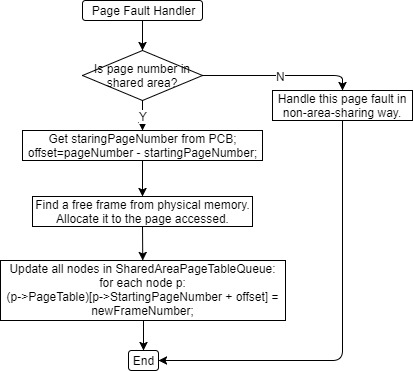 Page Fault Handler
Is page number in
shared area?
N
Y
Handle this page fault in
non-area-sharing way.
Get staringPageNumber from PCB;
offset=pageNumber - startingPageNumber;
Find a free frame from physical memory.
Allocate it to the page accessed.
Update all nodes in SharedAreaPageTableQueue:
for each node p:
(p->PageTable)[p->StartingPageNumber + offset] =
newFrameNumber;
End